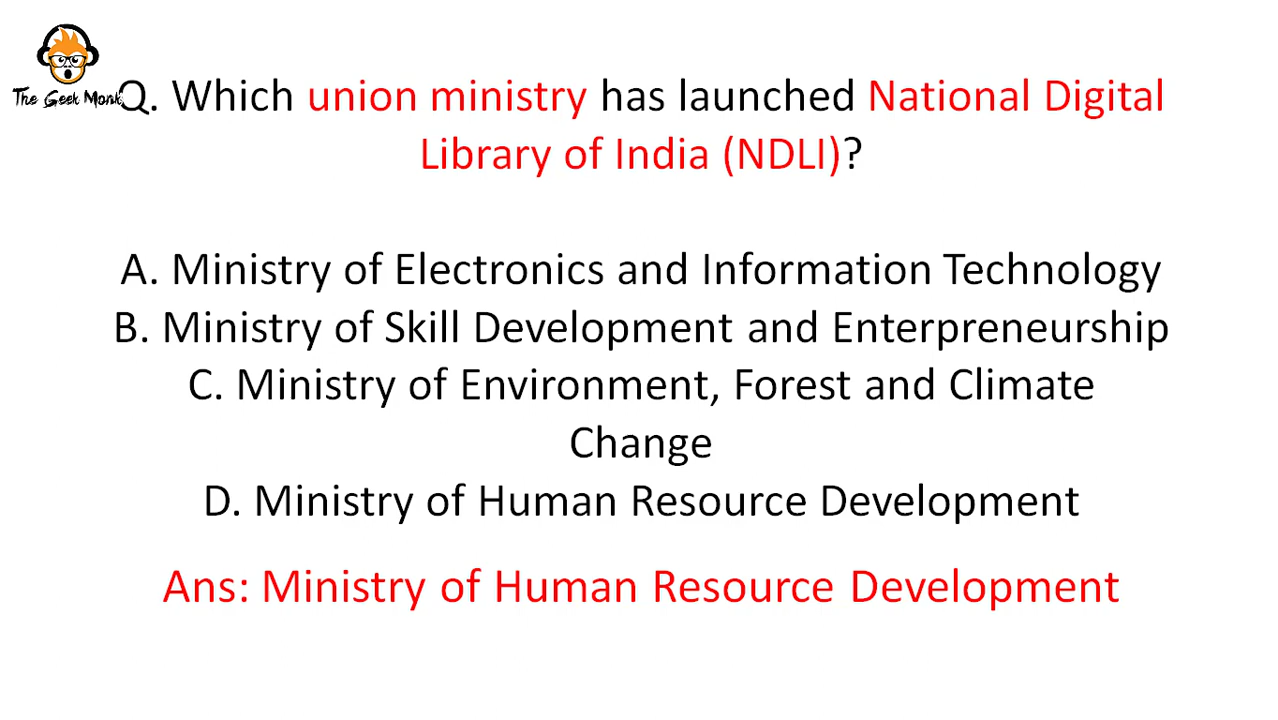 The Geek Monk
Q. Which union ministry has launched National Digital
Library of India (NDLI)?
A. Ministry of Electronics and Information Technology
B. Ministry of Skill Development and Enterpreneurship
C. Ministry of Environment, Forest and Climate
Change
D. Ministry of Human Resource Development
Ans: Ministry of Human Resource Development